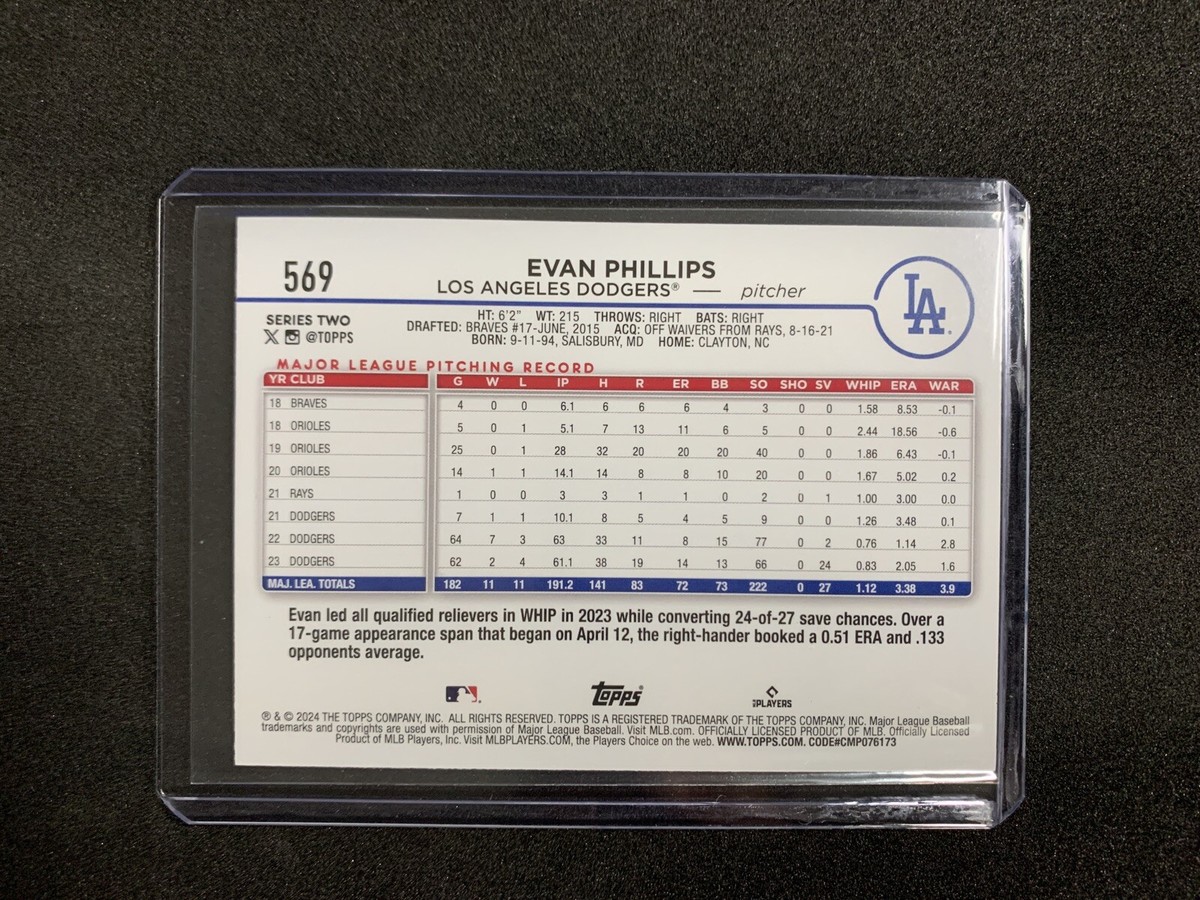 569
EVAN PHILLIPS
LOS ANGELES DODGERS® — pitcher
LA
SERIES TWO
@TOPPS
HT: 6'2" WT: 215 THROWS: RIGHT BATS: RIGHT
DRAFTED: BRAVES #17-JUNE, 2015 ACQ: OFF WAIVERS FROM RAYS, 8-16-21
BORN: 9-11-94, SALISBURY, MD HOME: CLAYTON, NC
MAJOR LEAGUE PITCHING RECORD
YR CLUB G W L IP H R ER BB SO SHO SV WHIP ERA WAR
18 BRAVES 4 0 0 6.1 6 6 6 4 3 0 0 1.58 8.53 -0.1
18 ORIOLES 5 0 1 5.1 7 13 11 6 5 0 0 2.44 18.56 -0.6
19 ORIOLES 25 0 1 28 32 20 20 20 40 0 0 1.86 6.43 -0.1
20 ORIOLES 14 1 1 14.1 14 8 8 10 20 0 0 1.67 5.02 0.2
21 RAYS 1 0 0 3 3 1 1 0 2 0 1 1.00 3.00 0.0
21 DODGERS 7 1 1 10.1 8 5 4 5 9 0 0 1.26 3.48 0.1
22 DODGERS 64 7 3 63 33 11 8 15 77 0 2 0.76 1.14 2.8
23 DODGERS 62 2 4 61.1 38 19 14 13 66 0 24 0.83 2.05 1.6
MAJ. LEA. TOTALS 182 11 11 191.2 141 83 72 73 222 0 27 1.12 3.38 3.9
Evan led all qualified relievers in WHIP in 2023 while converting 24-of-27 save chances. Over a
17-game appearance span that began on April 12, the right-hander booked a 0.51 ERA and .133
opponents average.
Topps®
PLAYERS
® & © 2024 THE TOPPS COMPANY, INC. ALL RIGHTS RESERVED. TOPPS IS A REGISTERED TRADEMARK OF THE TOPPS COMPANY, INC. Major League Baseball
trademarks and copyrights are used with permission of Major League Baseball. Visit MLB.com. OFFICIALLY LICENSED PRODUCT OF MLB. Officially Licensed
Product of MLB Players, Inc. Visit MLBPLAYERS.COM, the Players Choice on the web. WWW.TOPPS.COM. CODE#CMP076173